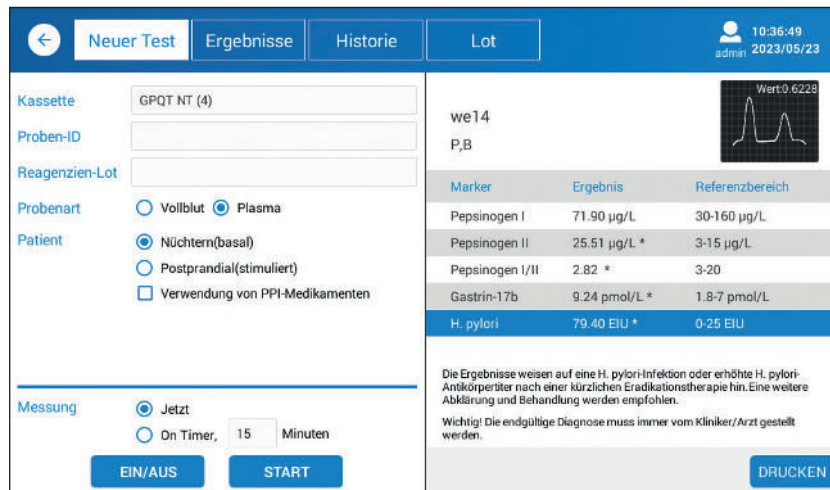 Neuer Test
Ergebnisse
Historie
Lot
admin
10:36:49
2023/05/23
Kassette
GPQT NT (4)
Proben-ID
Reagenzien-Lot
Probenart
Vollblut
Plasma
Patient
Nüchtern(basal)
Postprandial(stimuliert)
Verwendung von PPI-Medikamenten
Messung
Jetzt
On Timer, 15 Minuten
EIN/AUS
START
we14
P,B
Wert:0.6228
Marker Ergebnis Referenzbereich
Pepsinogen I 71.90 µg/L 30-160 µg/L
Pepsinogen II 25.51 µg/L * 3-15 µg/L
Pepsinogen I/II 2.82 * 3-20
Gastrin-17b 9.24 pmol/L * 1.8-7 pmol/L
H. pylori 79.40 EIU * 0-25 EIU
Die Ergebnisse weisen auf eine H. pylori-Infektion oder erhöhte H. pylori-
Antikörpertiter nach einer kürzlichen Eradikationstherapie hin.Eine weitere
Abklärung und Behandlung werden empfohlen.
Wichtig! Die endgültige Diagnose muss immer vom Kliniker/Arzt gestellt
werden.
DRUCKEN